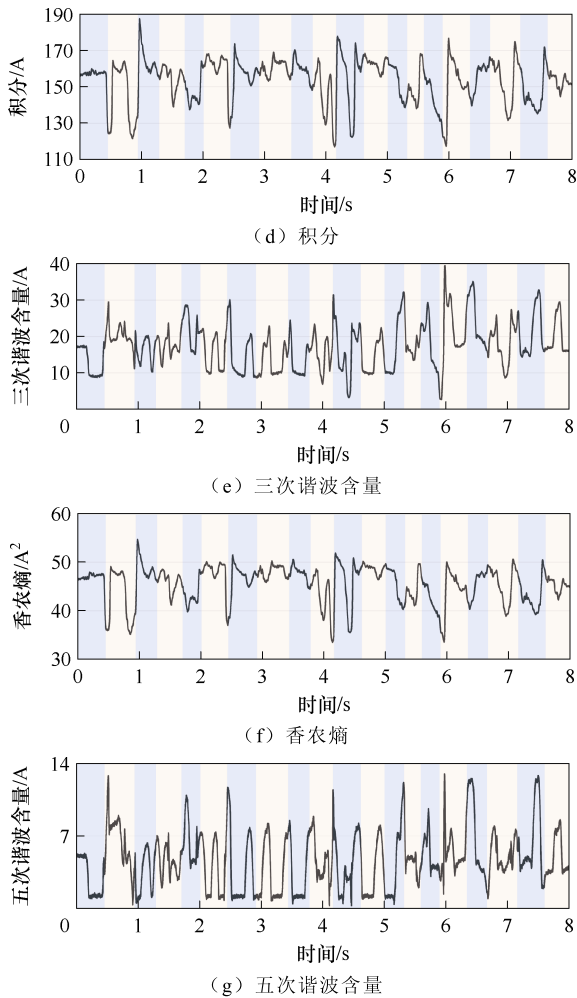 190
170
150
130
110
积分/A
0 1 2 3 4 5 6 7 8
时间/s
（d）积分
40
30
20
10
三次谐波含量/A
0 1 2 3 4 5 6 7 8
时间/s
（e）三次谐波含量
60
50
40
30
香农熵/A²
0 1 2 3 4 5 6 7 8
时间/s
（f）香农熵
14
7
五次谐波含量/A
0 1 2 3 4 5 6 7 8
时间/s
（g）五次谐波含量